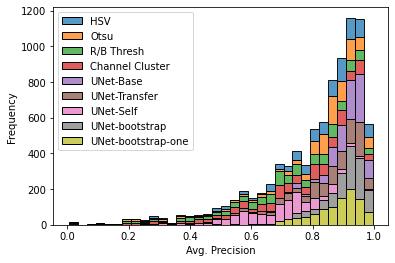 1200
1000
800
600
400
200
0
Frequency
HSV
Otsu
R/B Thresh
Channel Cluster
UNet-Base
UNet-Transfer
UNet-Self
UNet-bootstrap
UNet-bootstrap-one
0.0 0.2 0.4 0.6 0.8 1.0
Avg. Precision